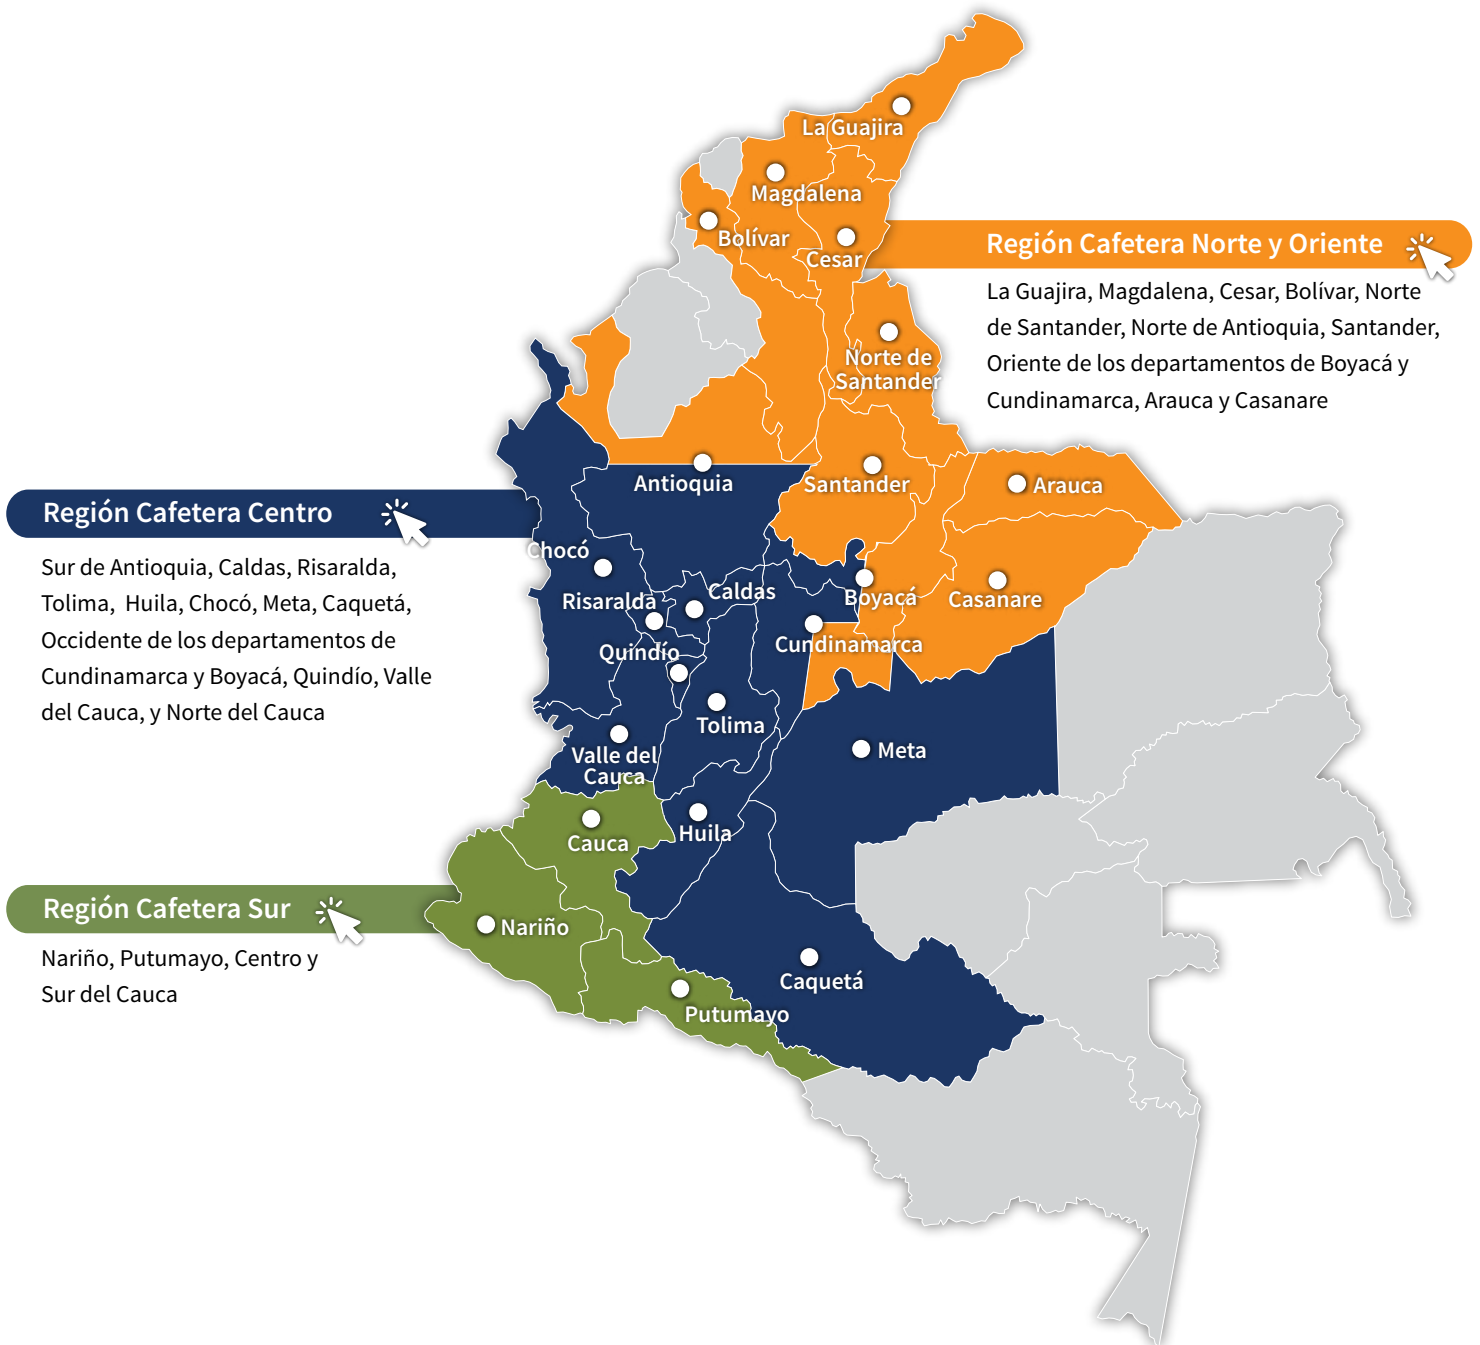 La Guajira
Magdalena
Bolívar
Cesar
Región Cafetera Norte y Oriente
La Guajira, Magdalena, Cesar, Bolívar, Norte
de Santander, Norte de Antioquia, Santander,
Oriente de los departamentos de Boyacá y
Cundinamarca, Arauca y Casanare
Norte de
Santander
Antioquia
Santander
Arauca
Región Cafetera Centro
Sur de Antioquia, Caldas, Risaralda,
Tolima, Huila, Chocó, Meta, Caquetá,
Occidente de los departamentos de
Cundinamarca y Boyacá, Quindío, Valle
del Cauca, y Norte del Cauca
Chocó
Risaralda
Caldas
Boyacá
Casanare
Quindío
Cundinamarca
Tolima
Meta
Valle del
Cauca
Cauca
Huila
Región Cafetera Sur
Nariño, Putumayo, Centro y
Sur del Cauca
Nariño
Caquetá
Putumayo